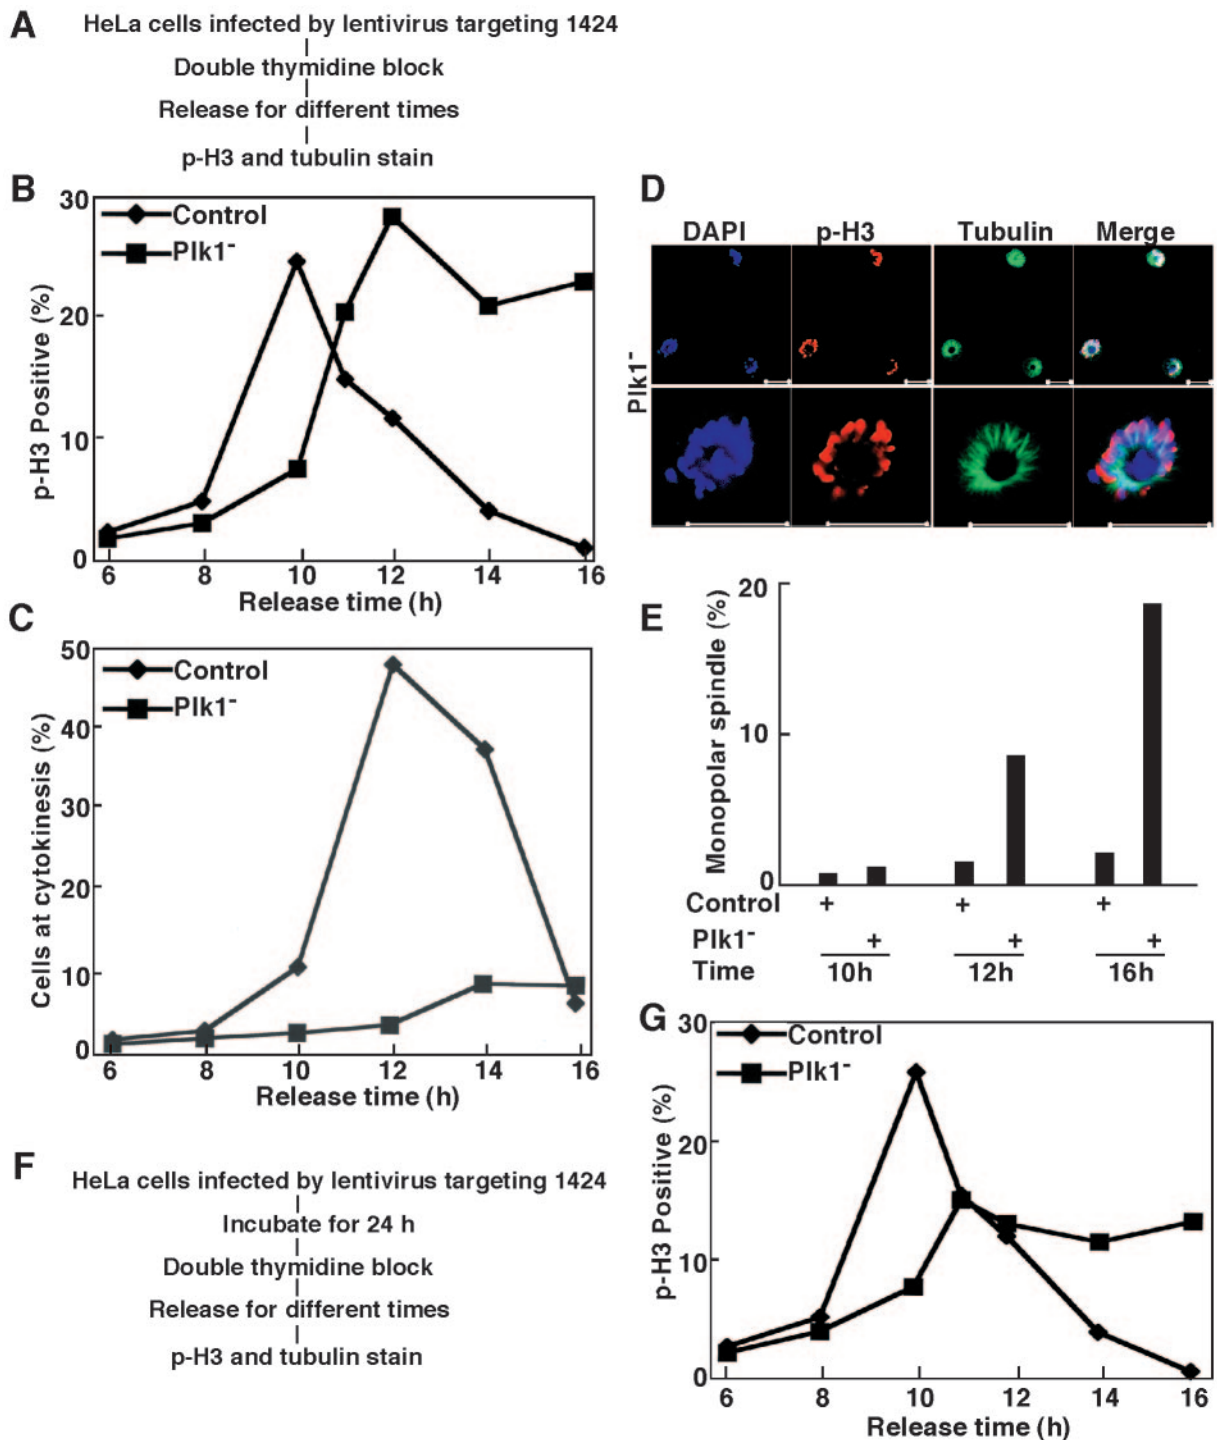 A
HeLa cells infected by lentivirus targeting 1424
Double thymidine block
Release for different times
p-H3 and tubulin stain
B
p-H3 Positive (%)
30
20
10
0
Control
Plk1-
6 8 10 12 14 16
Release time (h)
C
Cells at cytokinesis (%)
50
40
30
20
10
0
Control
Plk1-
6 8 10 12 14 16
Release time (h)
D
DAPI p-H3 Tubulin Merge
Plk1-
E
Monopolar spindle (%)
20
10
0
Control + + +
Plk1- + + +
Time 10h 12h 16h
F
HeLa cells infected by lentivirus targeting 1424
Incubate for 24 h
Double thymidine block
Release for different times
p-H3 and tubulin stain
G
p-H3 Positive (%)
30
20
10
0
Control
Plk1-
6 8 10 12 14 16
Release time (h)